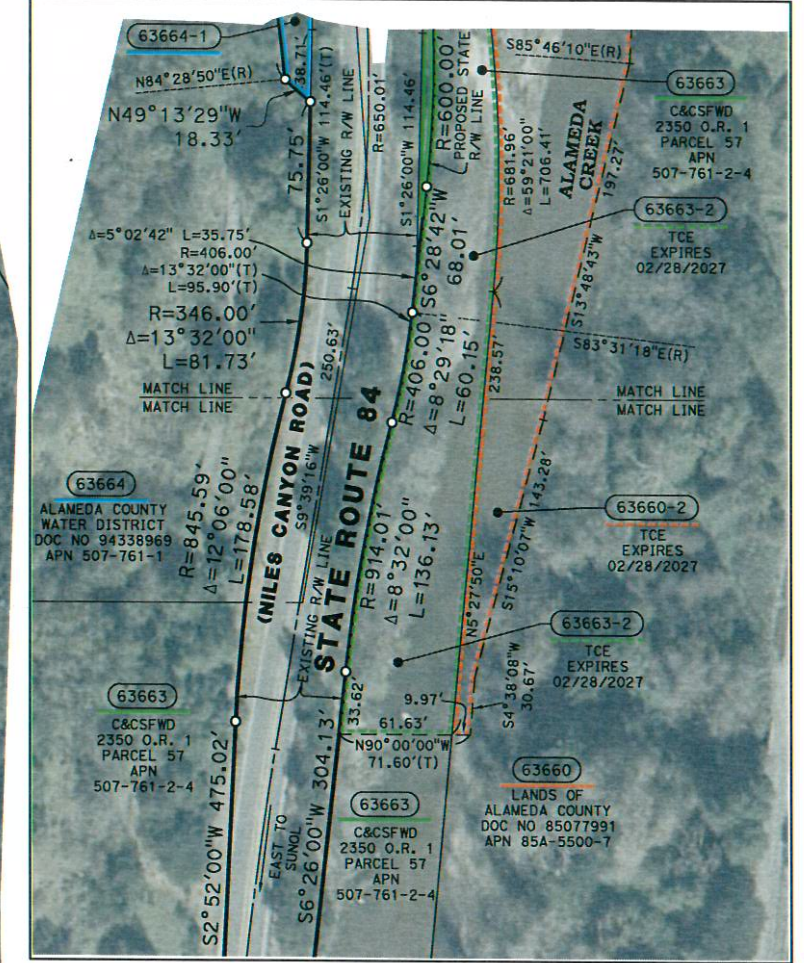 63664-1
N84°28'50"E(R)
N49°13'29"W
18.33'
38.71'
75.75'
S1°26'00"W 114.46'(T)
EXISTING R/W LINE
R=650.01'
S1°26'00"W 114.46'
R=600.00'
PROPOSED STATE
R/W LINE
S85°46'10"E(R)
63663
C&CSFWD
2350 O.R. 1
PARCEL 57
APN
507-761-2-4
ALAMEDA
CREEK
R=681.96'
Δ=59°21'00"
L=706.41'
197.27'
63663-2
TCE
EXPIRES
02/28/2027
Δ=5°02'42" L=35.75'
R=406.00'
Δ=13°32'00"(T)
L=95.90'(T)
R=346.00'
Δ=13°32'00"
L=81.73'
S6°28'42"W
68.01'
S13°48'43"W
S83°31'18"E(R)
R=406.00'
Δ=8°29'18"
L=60.15'
250.63'
238.57'
MATCH LINE
MATCH LINE
MATCH LINE
MATCH LINE
63664
ALAMEDA COUNTY
WATER DISTRICT
DOC NO 94338969
APN 507-761-1
R=845.59'
Δ=12°06'00"
L=178.58'
(NILES CANYON ROAD)
S9°39'16"W
EXISTING R/W LINE
STATE ROUTE 84
R=914.01'
Δ=8°32'00"
L=136.13'
N5°27'50"E
S15°10'07"W 143.28'
63660-2
TCE
EXPIRES
02/28/2027
63663-2
TCE
EXPIRES
02/28/2027
S4°38'08"W
30.67'
9.97'
61.63'
33.62'
N90°00'00"W
71.60'(T)
63663
C&CSFWD
2350 O.R. 1
PARCEL 57
APN
507-761-2-4
S2°52'00"W 475.02'
EAST TO
SUNOL
S6°26'00"W 304.13'
63663
C&CSFWD
2350 O.R. 1
PARCEL 57
APN
507-761-2-4
63660
LANDS OF
ALAMEDA COUNTY
DOC NO 85077991
APN 85A-5500-7